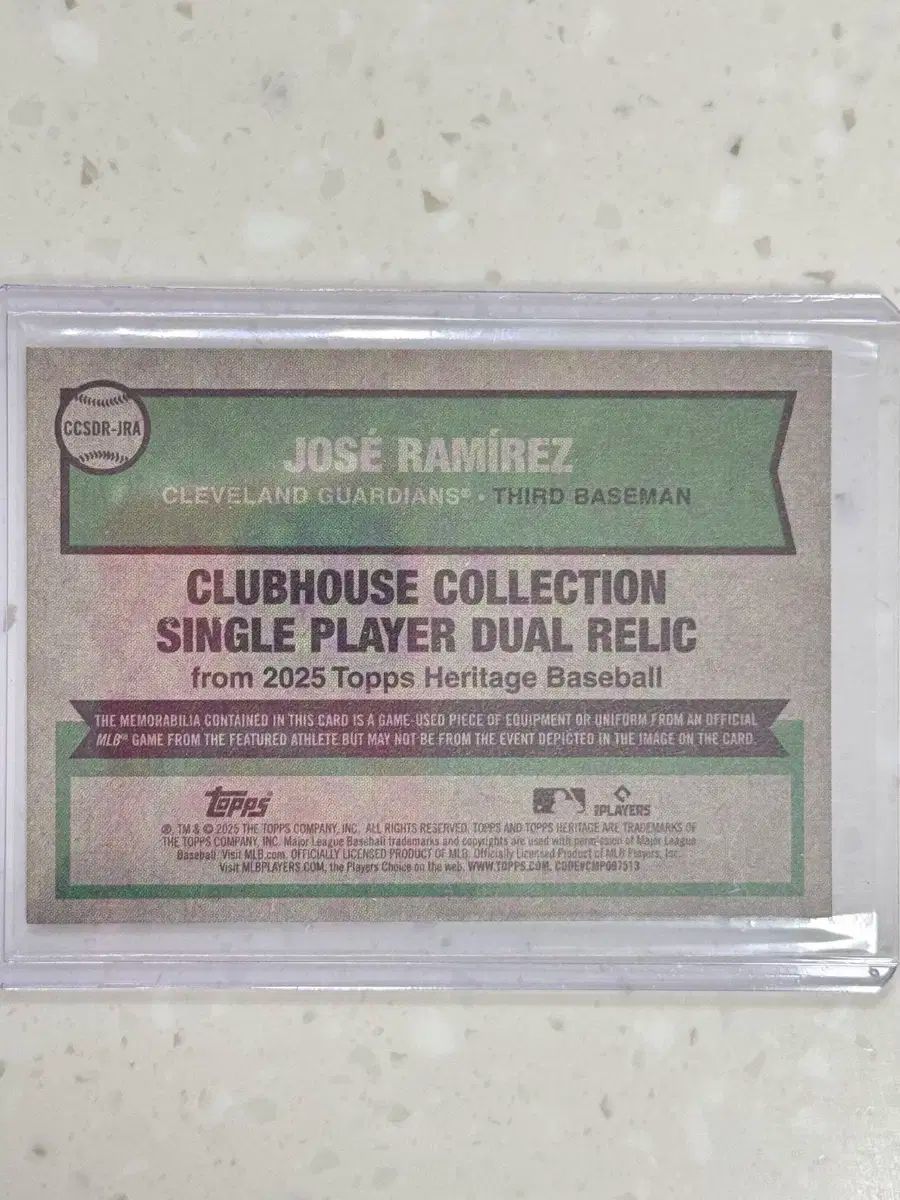 CCSDR-JRA
JOSÉ RAMÍREZ
CLEVELAND GUARDIANS® • THIRD BASEMAN
CLUBHOUSE COLLECTION
SINGLE PLAYER DUAL RELIC
from 2025 Topps Heritage Baseball
THE MEMORABILIA CONTAINED IN THIS CARD IS A GAME-USED PIECE OF EQUIPMENT OR UNIFORM FROM AN OFFICIAL
MLB® GAME FROM THE FEATURED ATHLETE BUT MAY NOT BE FROM THE EVENT DEPICTED IN THE IMAGE ON THE CARD.
Topps
PLAYERS
®, TM & © 2025 THE TOPPS COMPANY, INC. ALL RIGHTS RESERVED. TOPPS AND TOPPS HERITAGE ARE TRADEMARKS OF
THE TOPPS COMPANY, INC. Major League Baseball trademarks and copyrights are used with permission of Major League
Baseball. Visit MLB.com. OFFICIALLY LICENSED PRODUCT OF MLB. Officially Licensed Product of MLB Players, Inc.
Visit MLBPLAYERS.COM, the Players Choice on the web. WWW.TOPPS.COM. CODE#CMP097513